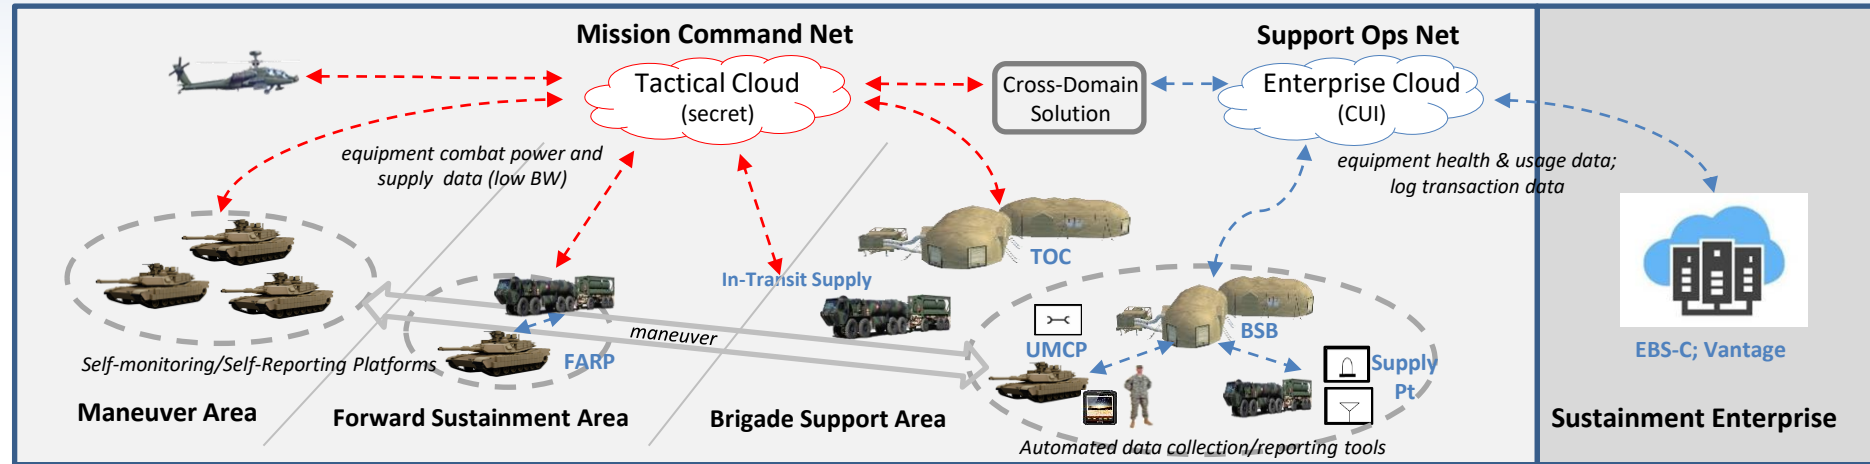 Mission Command Net
Support Ops Net
Tactical Cloud
(secret)
Cross-Domain
Solution
Enterprise Cloud
(CUI)
equipment combat power and
supply data (low BW)
equipment health & usage data;
log transaction data
TOC
In-Transit Supply
maneuver
FARP
UMCP
BSB
Supply
Pt
EBS-C; Vantage
Self-monitoring/Self-Reporting Platforms
Maneuver Area
Forward Sustainment Area
Brigade Support Area
Sustainment Enterprise
Automated data collection/reporting tools